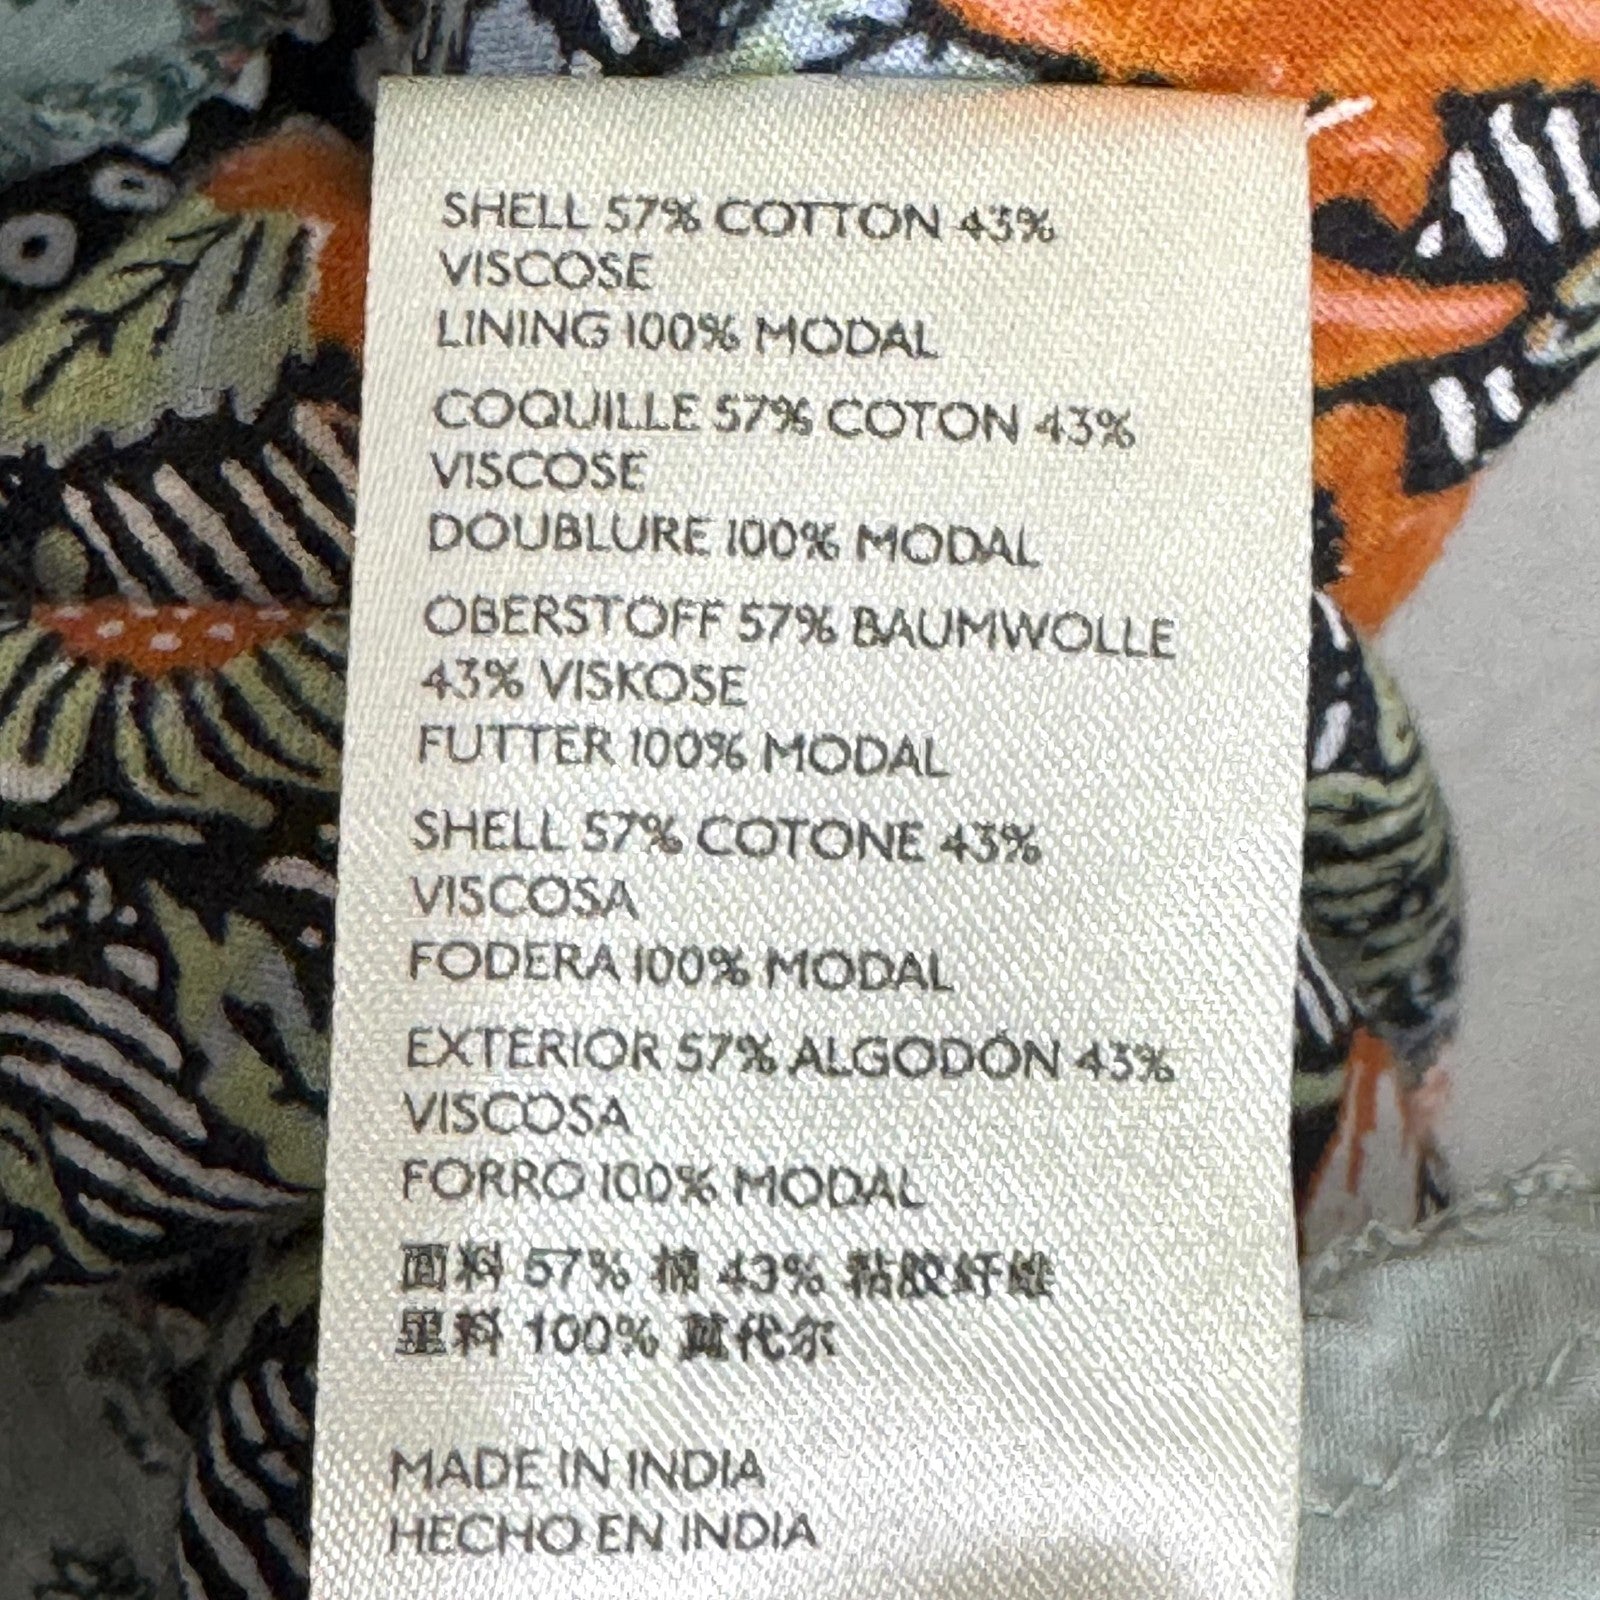 SHELL 57% COTTON 43%
VISCOSE
LINING 100% MODAL
COQUILLE 57% COTON 43%
VISCOSE
DOUBLURE 100% MODAL
OBERSTOFF 57% BAUMWOLLE
43% VISKOSE
FUTTER 100% MODAL
SHELL 57% COTONE 43%
VISCOSA
FODERA 100% MODAL
EXTERIOR 57% ALGODÓN 43%
VISCOSA
FORRO 100% MODAL
面料 57% 棉 43% 粘胶纤维
里料 100% 莫代尔
MADE IN INDIA
HECHO EN INDIA